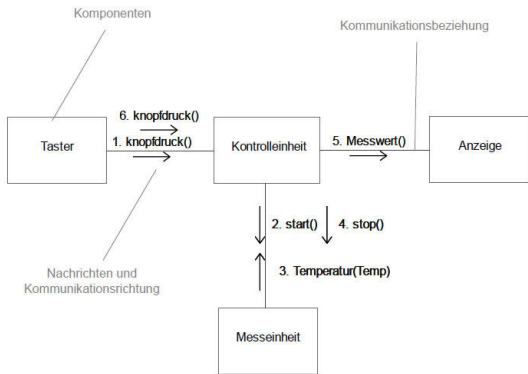 Komponenten
Kommunikationsbeziehung
6. knopfdruck()
1. knopfdruck()
Taster
Kontrolleinheit
5. Messwert()
Anzeige
2. start()
4. stop()
3. Temperatur(Temp)
Nachrichten und
Kommunikationsrichtung
Messeinheit